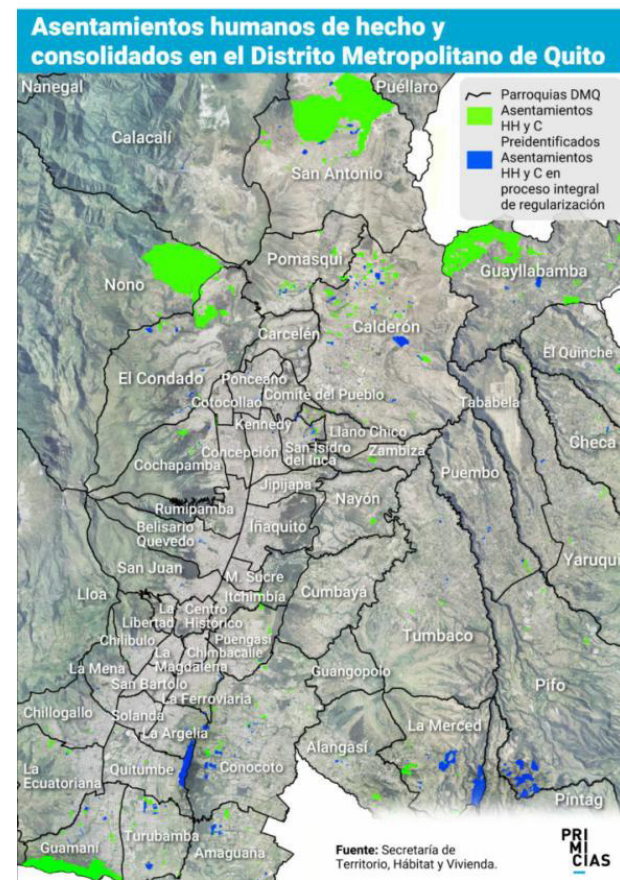 Asentamientos humanos de hecho y
consolidados en el Distrito Metropolitano de Quito
Nanegal
Puéllaro
Parroquias DMQ
Asentamientos
HH y C
Preidentificados
Asentamientos
HH y C en
proceso integral
de regularización
Calacalí
San Antonio
Pomasqui
Guayllabamba
Nono
Calderón
Carcelén
El Quinche
El Condado
Ponceano
Cotocollao
Comité del Pueblo
Tababela
Kennedy
Llano Chico
Checa
Concepción
San Isidro
del Inca
Zambiza
Cochapamba
Puembo
Jipijapa
Nayón
Rumipamba
Belisario
Quevedo
Iñaquito
Yaruqui
San Juan
M. Sucre
Itchimbía
Lloa
Cumbayá
La
Libertad
Centro
Histórico
Tumbaco
Chilibulo
Puengasí
La
Magdalena
Chimbacalle
La Mena
Guangopolo
San Bartolo
Pifo
La Ferroviaria
Chillogallo
Solanda
La Merced
La Argelia
Alangasí
La
Ecuatoriana
Quitumbe
Conocoto
Pintag
Turubamba
Guamaní
Amaguaña
Fuente: Secretaría de
Territorio, Hábitat y Vivienda.
PRI
MI
CIAS